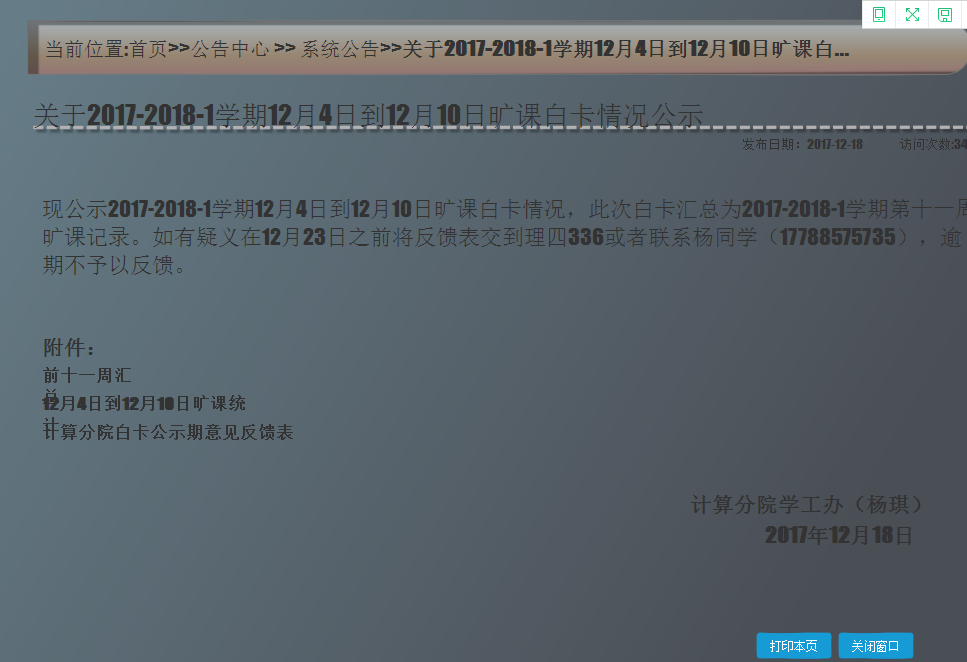 当前位置:首页>>公告中心 >> 系统公告>>关于2017-2018-1学期12月4日到12月10日旷课白...
关于2017-2018-1学期12月4日到12月10日旷课白卡情况公示
发布日期：2017-12-18 访问次数:34
现公示2017-2018-1学期12月4日到12月10日旷课白卡情况，此次白卡汇总为2017-2018-1学期第十一周
旷课记录。如有疑义在12月23日之前将反馈表交到理四336或者联系杨同学（17788575735），逾
期不予以反馈。
附件：
前十一周汇
总
12月4日到12月10日旷课统
计
计算分院白卡公示期意见反馈表
计算分院学工办（杨琪）
2017年12月18日
打印本页 关闭窗口